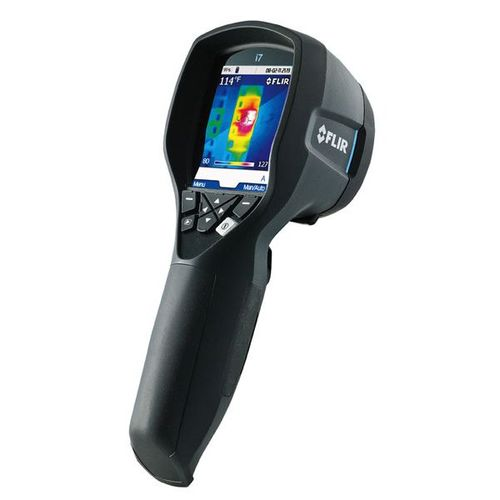 i7
114°F
FLIR
80
127
A
Menu
Man/Auto
FLIR